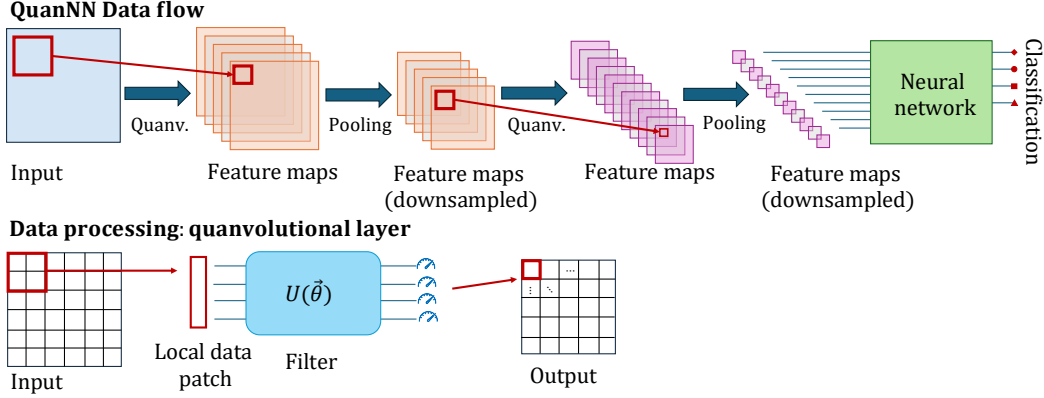 QuanNN Data flow
Quanv.
Pooling
Quanv.
Pooling
Neural
network
Classification
Input
Feature maps
Feature maps
(downsampled)
Feature maps
Feature maps
(downsampled)
Data processing: quanvolutional layer
U(θ⃗)
...
⋮ ⋱
Local data
patch
Filter
Input
Output